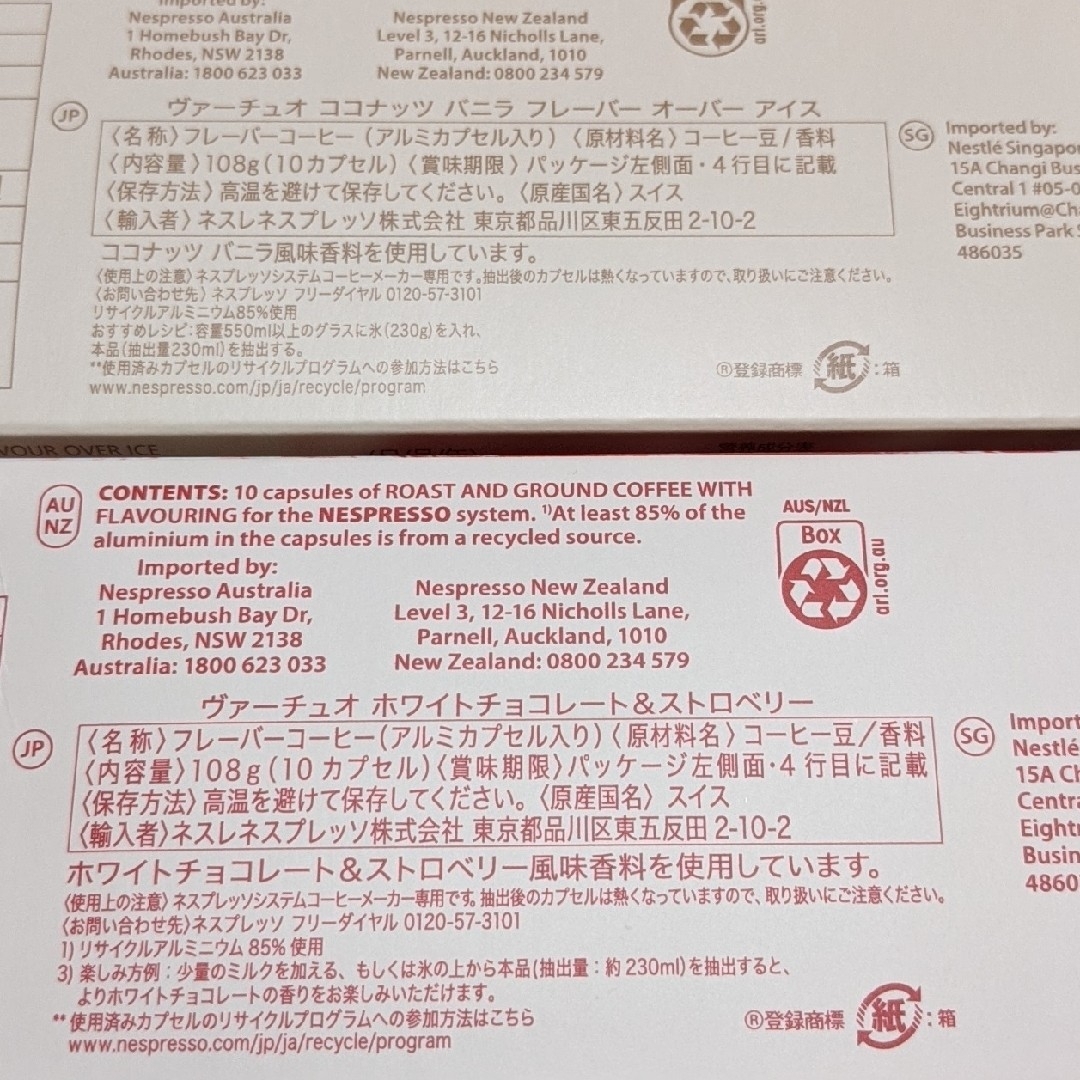 Imported by:
Nespresso Australia
1 Homebush Bay Dr,
Rhodes, NSW 2138
Australia: 1800 623 033
Nespresso New Zealand
Level 3, 12-16 Nicholls Lane,
Parnell, Auckland, 1010
New Zealand: 0800 234 579
arl.org.
JP
ヴァーチュオ ココナッツ バニラ フレーバー オーバー アイス
〈名称〉フレーバーコーヒー（アルミカプセル入り）〈原材料名〉コーヒー豆/香料
〈内容量〉108g(10カプセル)〈賞味期限〉パッケージ左側面・4行目に記載
〈保存方法〉高温を避けて保存してください。〈原産国名〉スイス
〈輸入者〉ネスレネスプレッソ株式会社 東京都品川区東五反田2-10-2
ココナッツ バニラ風味香料を使用しています。
〈使用上の注意〉ネスプレッソシステムコーヒーメーカー専用です。抽出後のカプセルは熱くなっていますので、取り扱いにご注意ください。
〈お問い合わせ先〉ネスプレッソ フリーダイヤル 0120-57-3101
リサイクルアルミニウム85%使用
おすすめレシピ:容量550ml以上のグラスに氷(230g)を入れ、
本品(抽出量230ml)を抽出する。
**使用済みカプセルのリサイクルプログラムへの参加方法はこちら
www.nespresso.com/jp/ja/recycle/program
®登録商標 紙:箱
SG
Imported by:
Nestlé Singapor
15A Changi Bus
Central 1 #05-0
Eightrium@Cha
Business Park
486035
VOUR OVER ICE
AU
NZ
CONTENTS: 10 capsules of ROAST AND GROUND COFFEE WITH
FLAVOURING for the NESPRESSO system. ¹⁾At least 85% of the
aluminium in the capsules is from a recycled source.
Imported by:
Nespresso Australia
1 Homebush Bay Dr,
Rhodes, NSW 2138
Australia: 1800 623 033
Nespresso New Zealand
Level 3, 12-16 Nicholls Lane,
Parnell, Auckland, 1010
New Zealand: 0800 234 579
AUS/NZL
Box
arl.org.au
JP
ヴァーチュオ ホワイトチョコレート&ストロベリー
〈名称〉フレーバーコーヒー(アルミカプセル入り)〈原材料名〉コーヒー豆/香料
〈内容量〉108g(10カプセル)〈賞味期限〉パッケージ左側面・4行目に記載
〈保存方法〉高温を避けて保存してください。〈原産国名〉スイス
〈輸入者〉ネスレネスプレッソ株式会社 東京都品川区東五反田2-10-2
ホワイトチョコレート&ストロベリー風味香料を使用しています。
〈使用上の注意〉ネスプレッソシステムコーヒーメーカー専用です。抽出後のカプセルは熱くなっていますので、取り扱いにご注意ください。
〈お問い合わせ先〉ネスプレッソ フリーダイヤル 0120-57-3101
1) リサイクルアルミニウム 85% 使用
3) 楽しみ方例：少量のミルクを加える、もしくは氷の上から本品(抽出量：約230ml)を抽出すると、
よりホワイトチョコレートの香りをお楽しみいただけます。
** 使用済みカプセルのリサイクルプログラムへの参加方法はこちら
www.nespresso.com/jp/ja/recycle/program
®登録商標 紙:箱
SG
Import
Nestlé
15A Ch
Centra
Eightr
Busin
4860